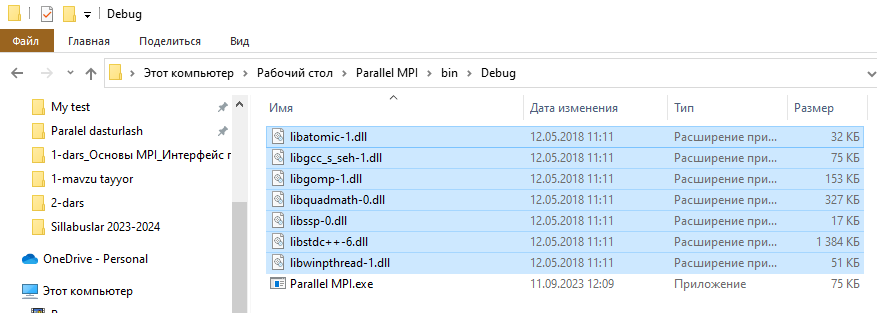 Debug
Файл Главная Поделиться Вид
Этот компьютер Рабочий стол Parallel MPI bin Debug
My test
Paralel dasturlash
1-dars_Основы MPI_Интерфейс г
1-mavzu tayyor
2-dars
Sillabuslar 2023-2024
OneDrive - Personal
Этот компьютер
Имя Дата изменения Тип Размер
libatomic-1.dll 12.05.2018 11:11 Расширение при... 32 КБ
libgcc_s_seh-1.dll 12.05.2018 11:11 Расширение при... 75 КБ
libgomp-1.dll 12.05.2018 11:11 Расширение при... 153 КБ
libquadmath-0.dll 12.05.2018 11:11 Расширение при... 327 КБ
libssp-0.dll 12.05.2018 11:11 Расширение при... 17 КБ
libstdc++-6.dll 12.05.2018 11:11 Расширение при... 1 384 КБ
libwinpthread-1.dll 12.05.2018 11:11 Расширение при... 51 КБ
Parallel MPI.exe 11.09.2023 12:09 Приложение 75 КБ